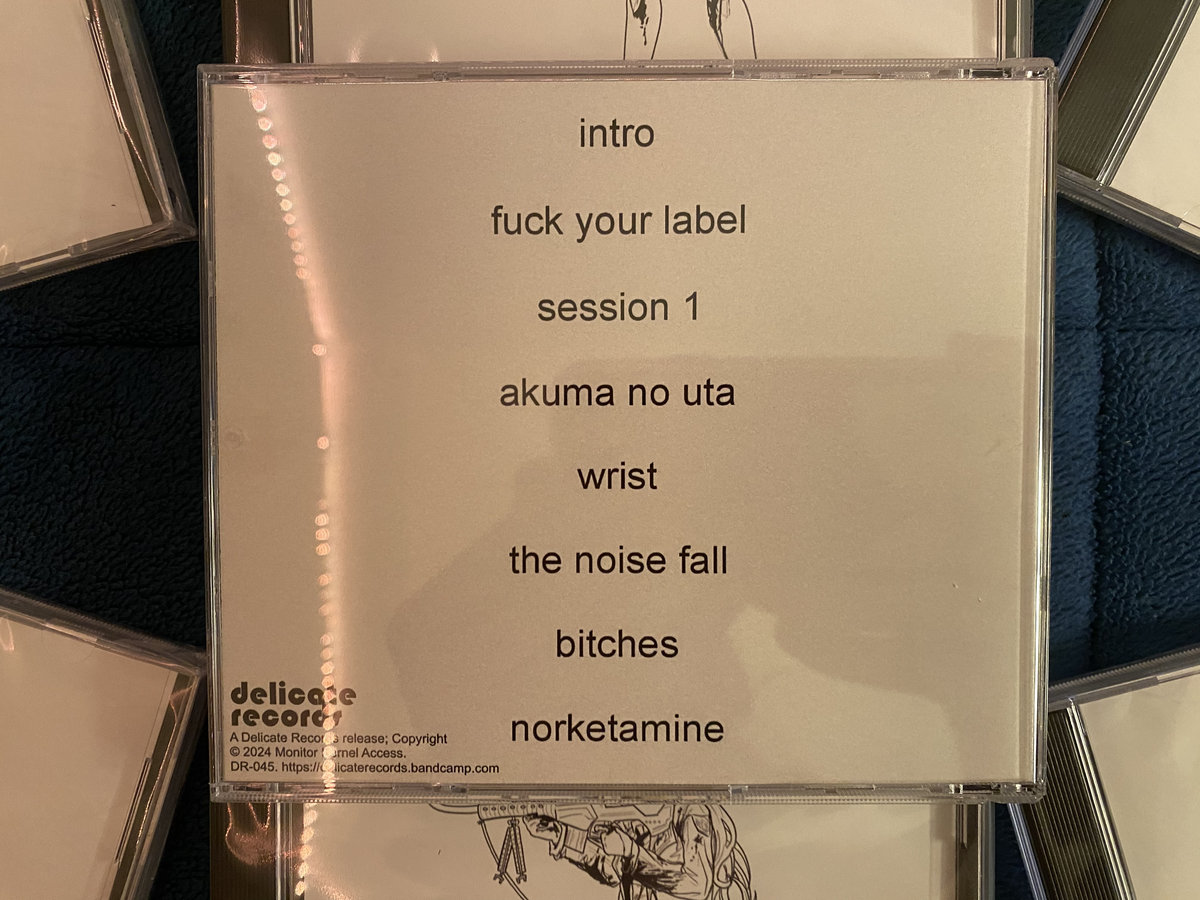 intro
fuck your label
session 1
akuma no uta
wrist
the noise fall
bitches
norketamine
delicate
records
A Delicate Records release; Copyright
© 2024 Monitor Kernel Access.
DR-045. https://delicaterecords.bandcamp.com